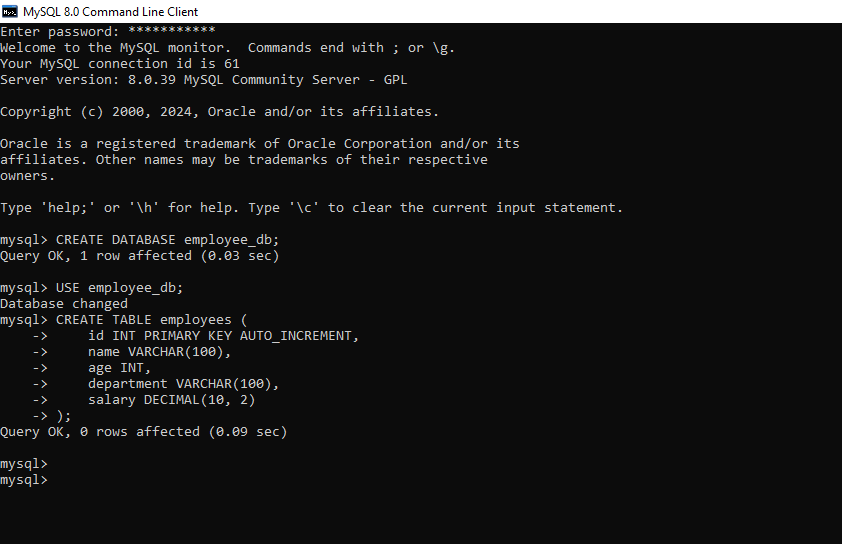 MySQL 8.0 Command Line Client
Enter password: ***********
Welcome to the MySQL monitor.  Commands end with ; or \g.
Your MySQL connection id is 61
Server version: 8.0.39 MySQL Community Server - GPL
Copyright (c) 2000, 2024, Oracle and/or its affiliates.
Oracle is a registered trademark of Oracle Corporation and/or its
affiliates. Other names may be trademarks of their respective
owners.
Type 'help;' or '\h' for help. Type '\c' to clear the current input statement.
mysql> CREATE DATABASE employee_db;
Query OK, 1 row affected (0.03 sec)
mysql> USE employee_db;
Database changed
mysql> CREATE TABLE employees (
    ->     id INT PRIMARY KEY AUTO_INCREMENT,
    ->     name VARCHAR(100),
    ->     age INT,
    ->     department VARCHAR(100),
    ->     salary DECIMAL(10, 2)
    -> );
Query OK, 0 rows affected (0.09 sec)
mysql>
mysql>